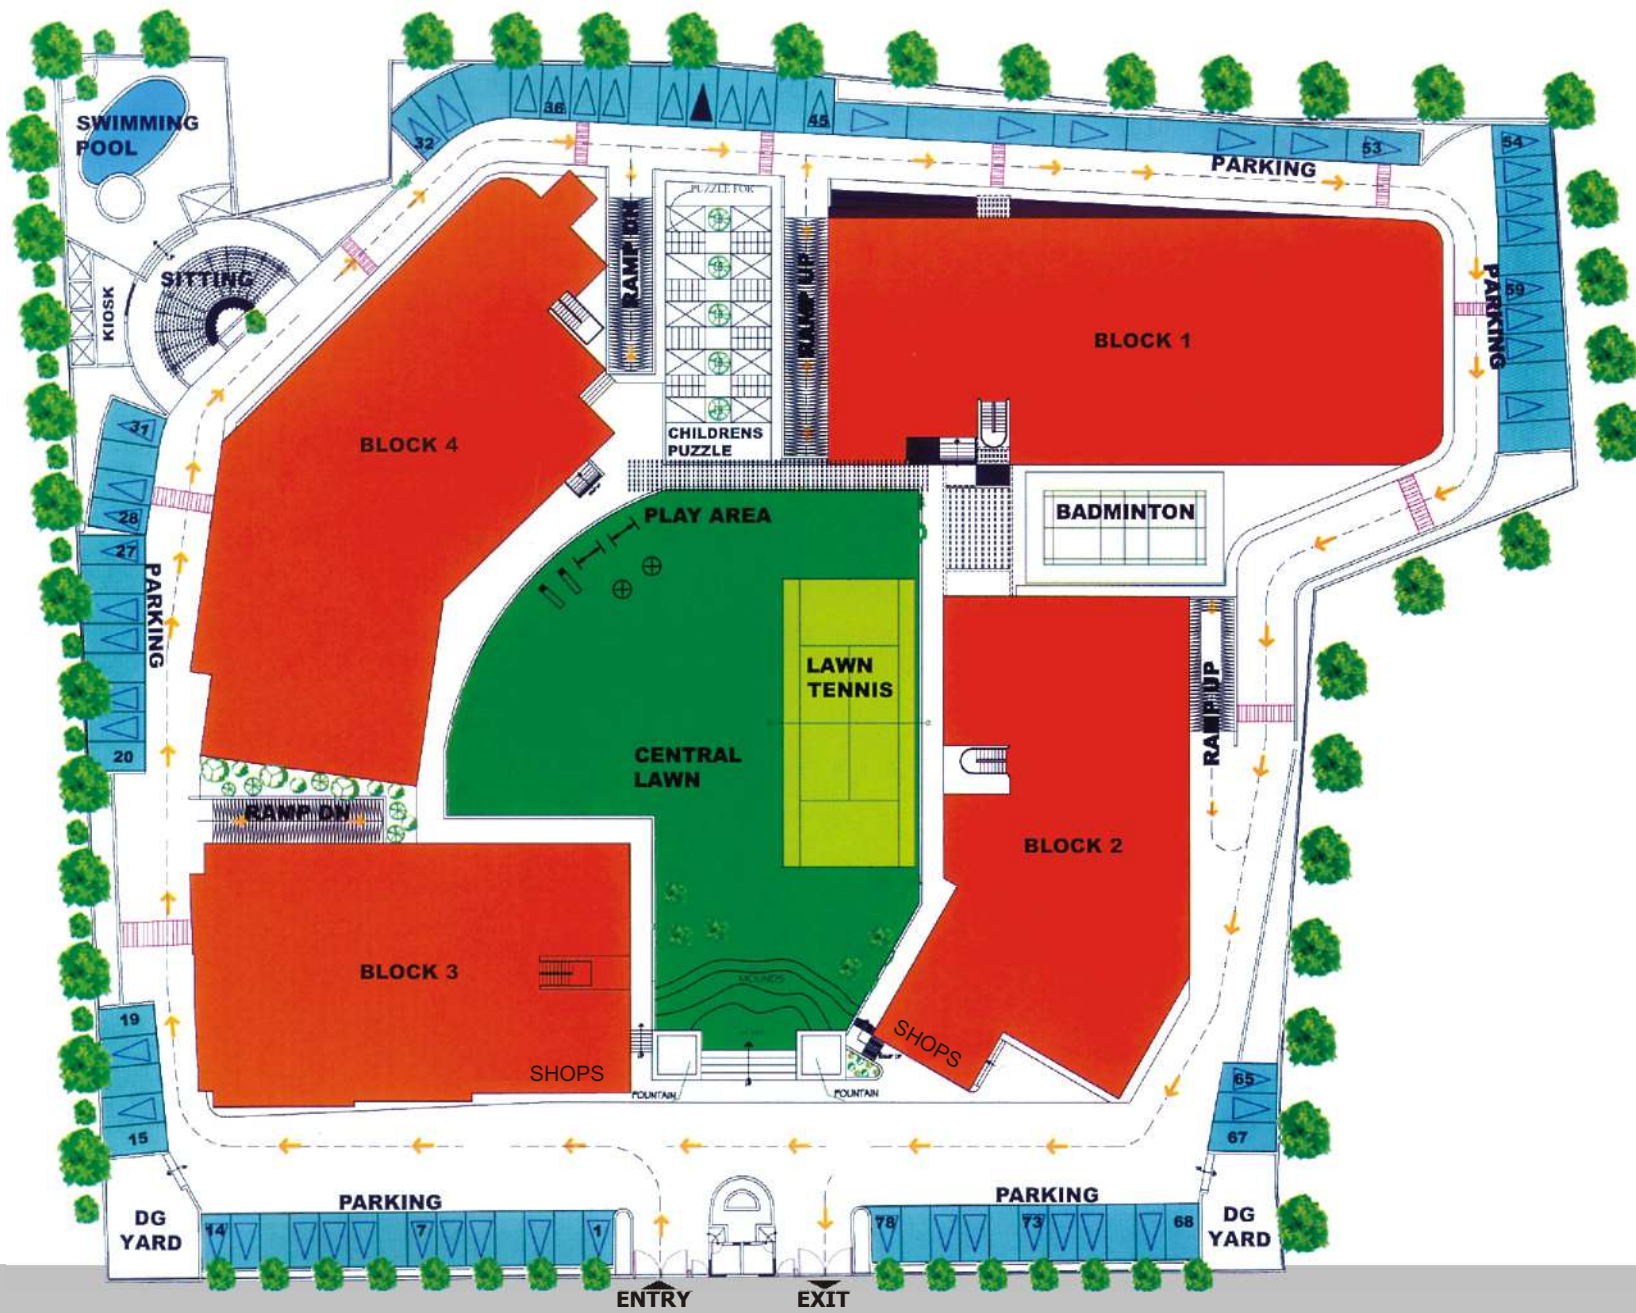 SWIMMING
POOL
36
45
32
53
54
PARKING
PUZZLE FOR
RAMP DN
RAMP UP
SITTING
KIOSK
PARKING
59
BLOCK 1
31
BLOCK 4
CHILDRENS
PUZZLE
28
PLAY AREA
BADMINTON
27
PARKING
LAWN
TENNIS
RAMP UP
20
CENTRAL
LAWN
RAMP DN
BLOCK 2
BLOCK 3
MOUNDS
19
SHOPS
SHOPS
65
FOUNTAIN
FOUNTAIN
15
67
PARKING
PARKING
DG
YARD
14
7
1
78
73
68
DG
YARD
ENTRY
EXIT